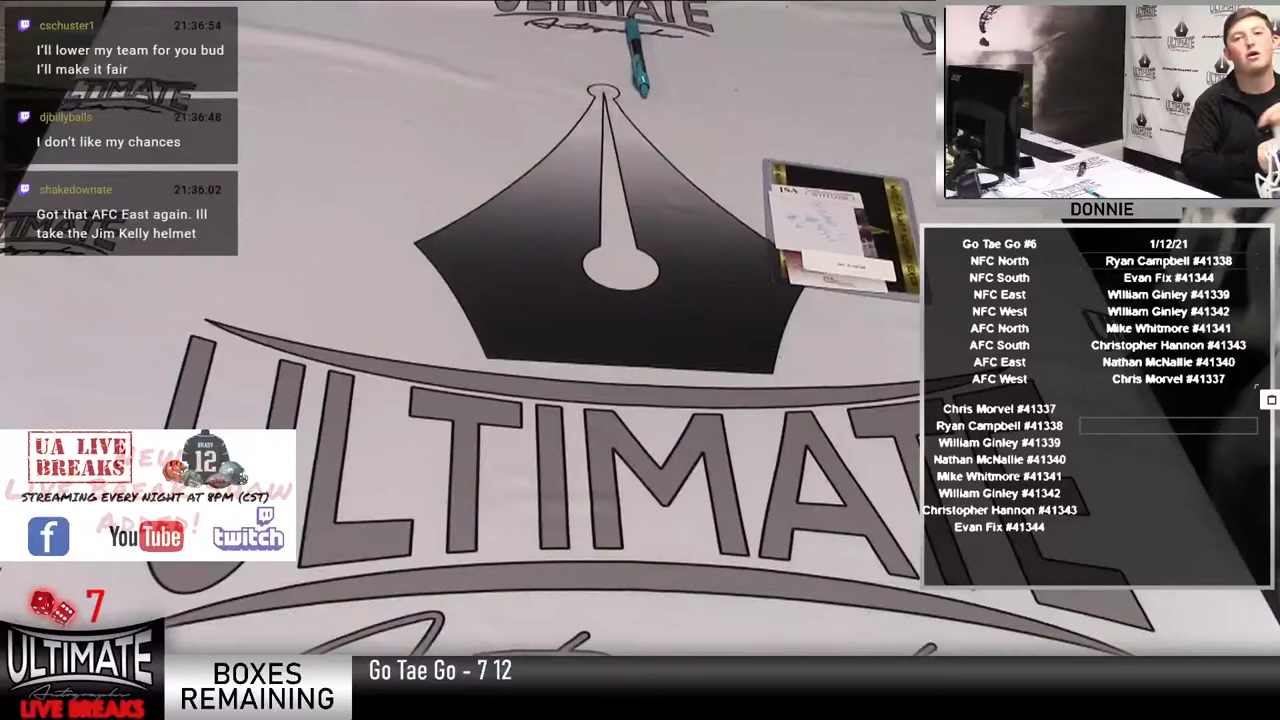 cschuster1 21:36:54
I'll lower my team for you bud
I'll make it fair
djbillyballs 21:36:48
I don't like my chances
shakedownate 21:36:02
Got that AFC East again. Ill
take the Jim Kelly helmet
ULTIMATE
ULTIMATE
DONNIE
Go Tae Go #6 1/12/21
NFC North Ryan Campbell #41338
NFC South Evan Fix #41344
NFC East William Ginley #41339
NFC West William Ginley #41342
AFC North Mike Whitmore #41341
AFC South Christopher Hannon #41343
AFC East Nathan McNallie #41340
AFC West Chris Morvel #41337
Chris Morvel #41337
Ryan Campbell #41338
William Ginley #41339
Nathan McNallie #41340
Mike Whitmore #41341
William Ginley #41342
Christopher Hannon #41343
Evan Fix #41344
JSA
ULTIMATE
UA LIVE
BREAKS
BRADY
12
STREAMING EVERY NIGHT AT 8PM (CST)
Added!
f YouTube twitch
7
ULTIMATE
Autographs
LIVE BREAKS
BOXES
REMAINING
Go Tae Go - 7 12